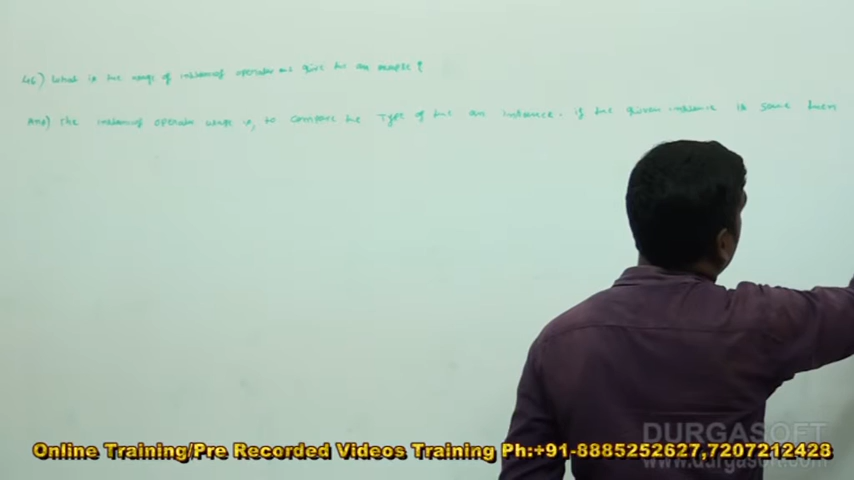 46) What is the usage of instanceof operator and give the an example?
Ans) The instanceof operator usage is, to compare the Type of the an instance. if the given instance is same then
DURGASOFT
www.durgasoft.com
Online Training/Pre Recorded Videos Training Ph:+91-8885252627,7207212428